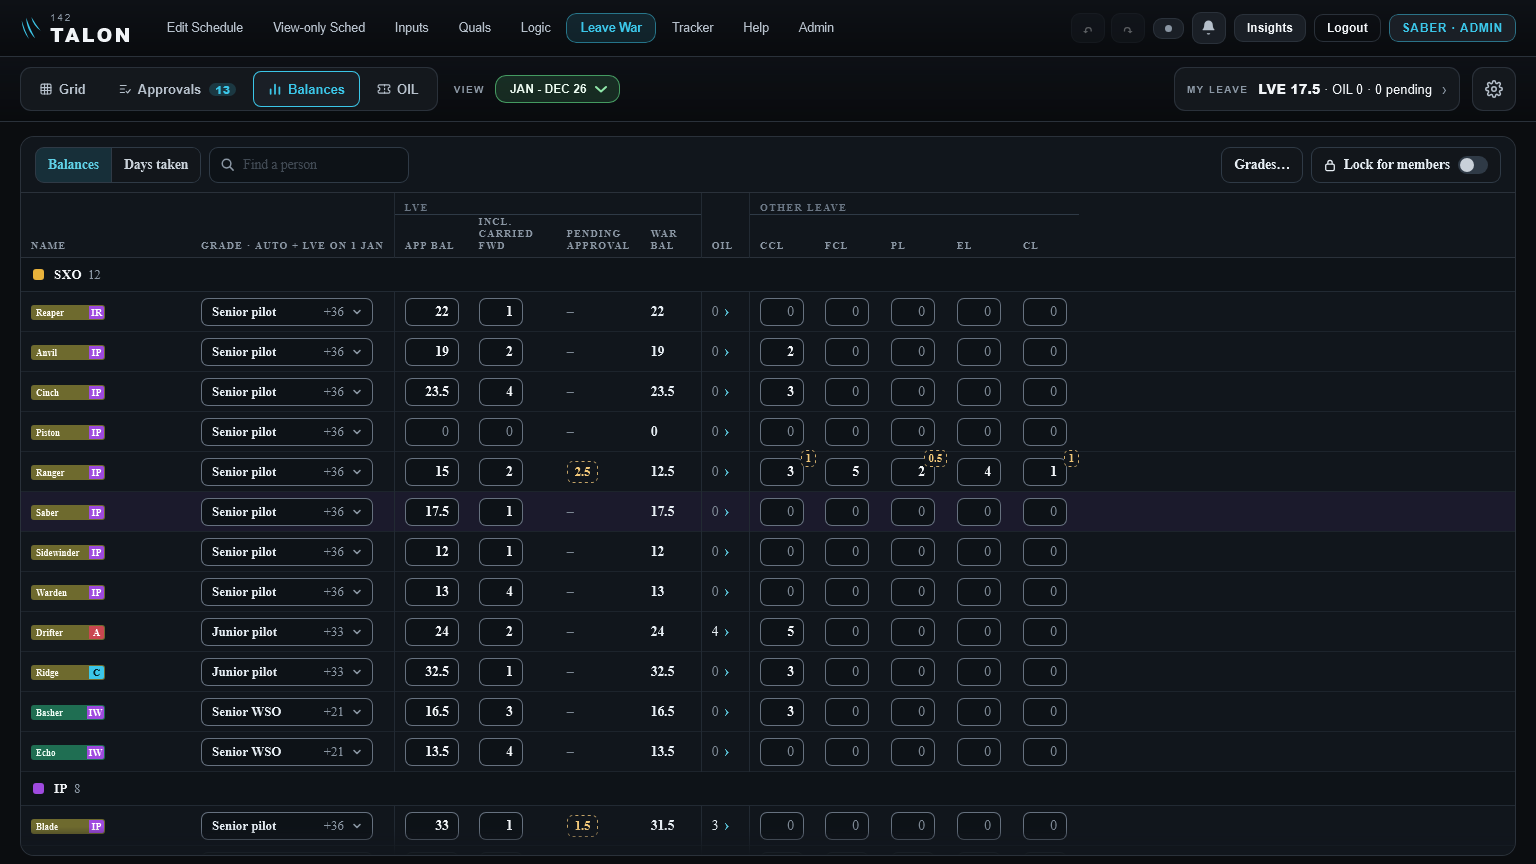 142
TALON
Edit Schedule View-only Sched Inputs Quals Logic Leave War Tracker Help Admin
Insights Logout SABER · ADMIN
Grid Approvals 13 Balances OIL VIEW JAN - DEC 26
MY LEAVE LVE 17.5 · OIL 0 · 0 pending ›
Balances Days taken Find a person Grades... Lock for members
LVE OTHER LEAVE
NAME GRADE · AUTO + LVE ON 1 JAN APP BAL INCL. CARRIED FWD PENDING APPROVAL WAR BAL OIL CCL FCL PL EL CL
SXO 12
Reaper IR Senior pilot +36 22 1 – 22 0 › 0 0 0 0 0
Anvil IP Senior pilot +36 19 2 – 19 0 › 2 0 0 0 0
Cinch IP Senior pilot +36 23.5 4 – 23.5 0 › 3 0 0 0 0
Piston IP Senior pilot +36 0 0 – 0 0 › 0 0 0 0 0
Ranger IP Senior pilot +36 15 2 2.5 12.5 0 › 3 1 5 2 0.5 4 1 1
Saber IP Senior pilot +36 17.5 1 – 17.5 0 › 0 0 0 0 0
Sidewinder IP Senior pilot +36 12 1 – 12 0 › 0 0 0 0 0
Warden IP Senior pilot +36 13 4 – 13 0 › 0 0 0 0 0
Drifter A Junior pilot +33 24 2 – 24 4 › 5 0 0 0 0
Ridge C Junior pilot +33 32.5 1 – 32.5 0 › 3 0 0 0 0
Basher IW Senior WSO +21 16.5 3 – 16.5 0 › 3 0 0 0 0
Echo IW Senior WSO +21 13.5 4 – 13.5 0 › 0 0 0 0 0
IP 8
Blade IP Senior pilot +36 33 1 1.5 31.5 3 › 0 0 0 0 0